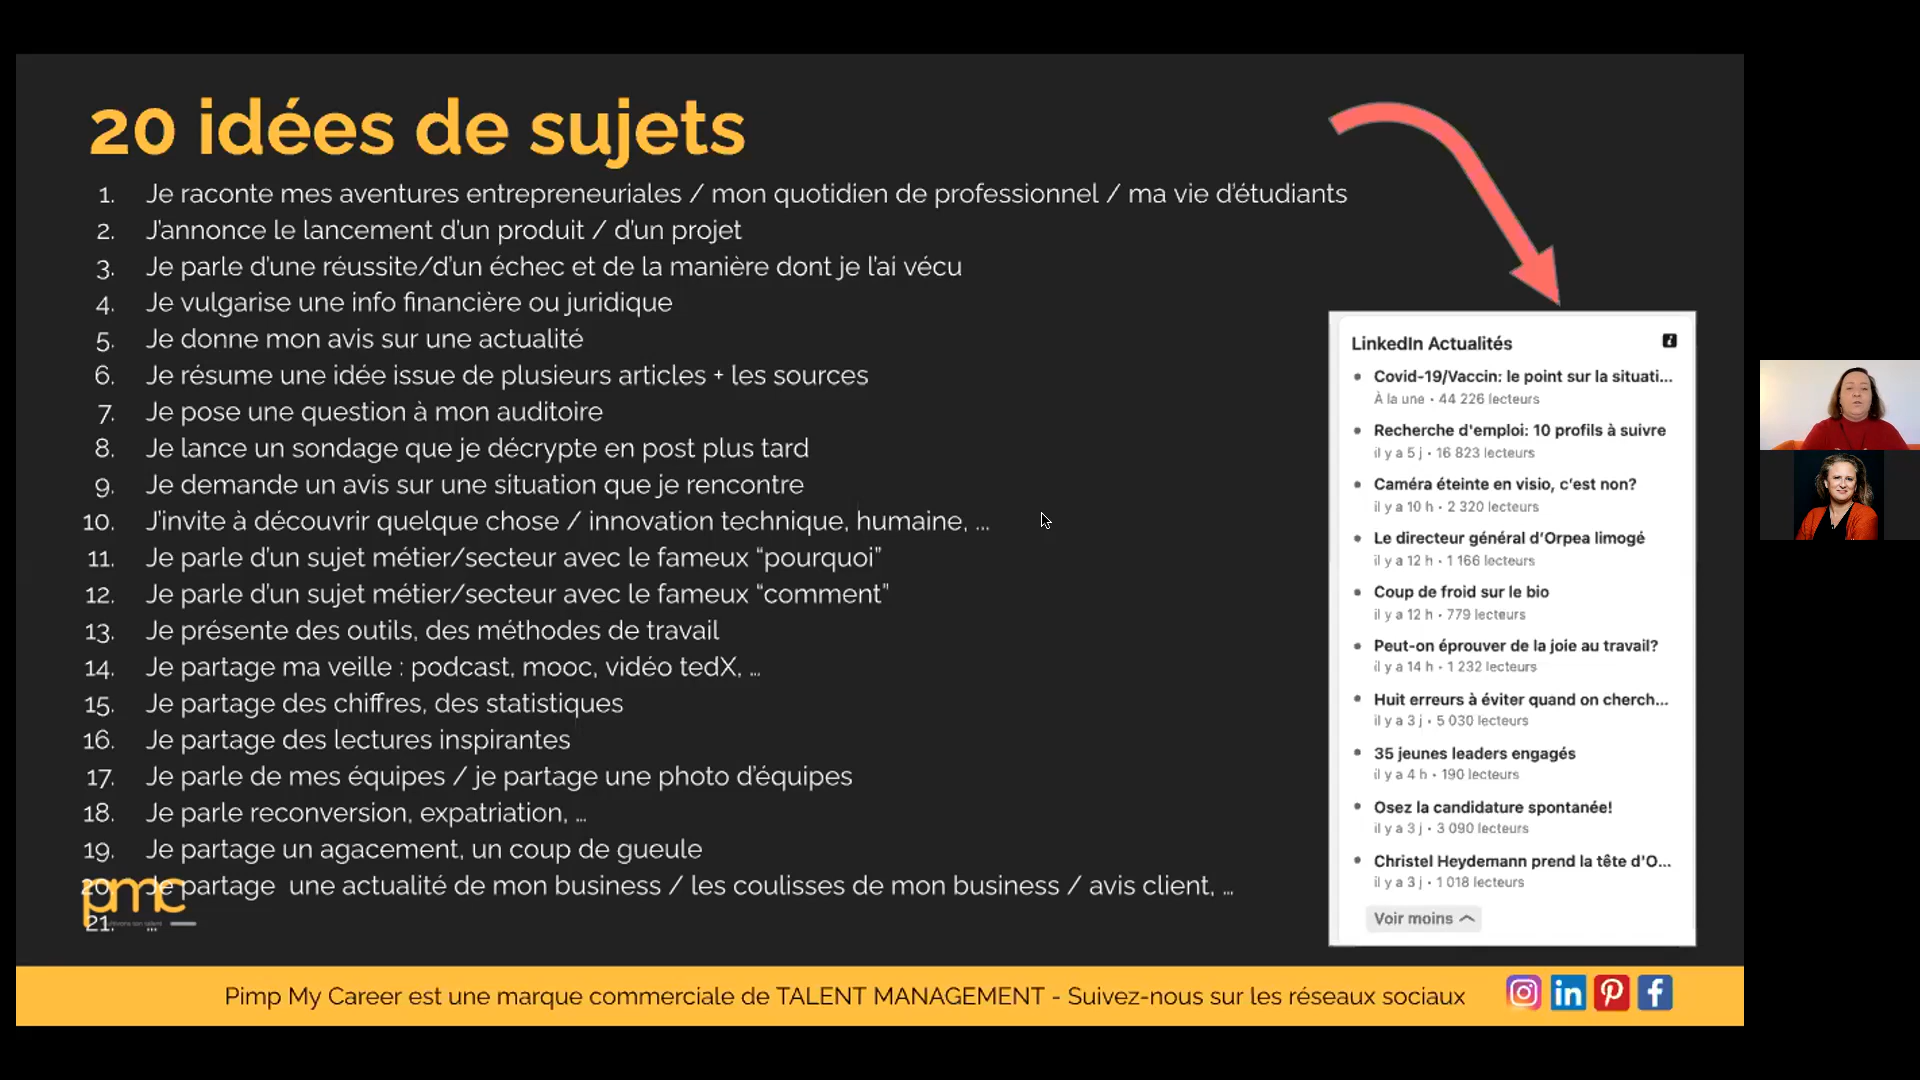 20 idées de sujets
1. Je raconte mes aventures entrepreneuriales / mon quotidien de professionnel / ma vie d’étudiants
2. J’annonce le lancement d’un produit / d’un projet
3. Je parle d’une réussite/d’un échec et de la manière dont je l’ai vécu
4. Je vulgarise une info financière ou juridique
5. Je donne mon avis sur une actualité
6. Je résume une idée issue de plusieurs articles + les sources
7. Je pose une question à mon auditoire
8. Je lance un sondage que je décrypte en post plus tard
9. Je demande un avis sur une situation que je rencontre
10. J’invite à découvrir quelque chose / innovation technique, humaine, ...
11. Je parle d’un sujet métier/secteur avec le fameux “pourquoi”
12. Je parle d’un sujet métier/secteur avec le fameux “comment”
13. Je présente des outils, des méthodes de travail
14. Je partage ma veille : podcast, mooc, vidéo tedX, ...
15. Je partage des chiffres, des statistiques
16. Je partage des lectures inspirantes
17. Je parle de mes équipes / je partage une photo d’équipes
18. Je parle reconversion, expatriation, ...
19. Je partage un agacement, un coup de gueule
20. Je partage une actualité de mon business / les coulisses de mon business / avis client, ...
21. ...
pmc
LinkedIn Actualités
Covid-19/Vaccin: le point sur la situati...
À la une • 44 226 lecteurs
Recherche d'emploi: 10 profils à suivre
il y a 5 j • 16 823 lecteurs
Caméra éteinte en visio, c'est non?
il y a 10 h • 2 320 lecteurs
Le directeur général d'Orpea limogé
il y a 12 h • 1 166 lecteurs
Coup de froid sur le bio
il y a 12 h • 779 lecteurs
Peut-on éprouver de la joie au travail?
il y a 14 h • 1 232 lecteurs
Huit erreurs à éviter quand on cherch...
il y a 3 j • 5 030 lecteurs
35 jeunes leaders engagés
il y a 4 h • 190 lecteurs
Osez la candidature spontanée!
il y a 3 j • 3 090 lecteurs
Christel Heydemann prend la tête d'O...
il y a 3 j • 1 018 lecteurs
Voir moins
Pimp My Career est une marque commerciale de TALENT MANAGEMENT - Suivez-nous sur les réseaux sociaux